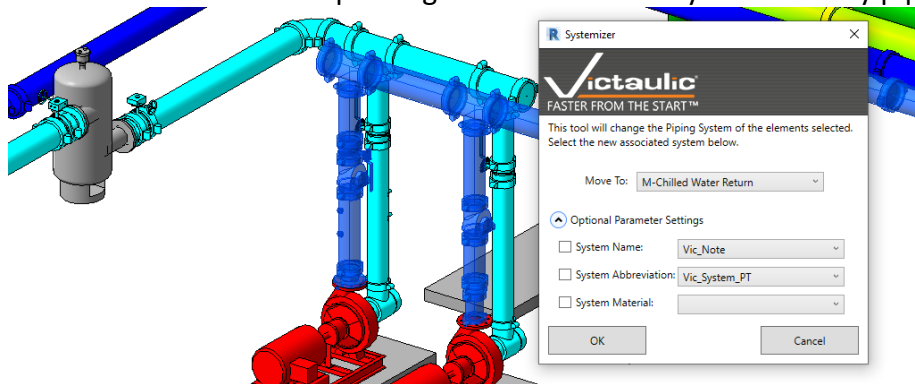 Systemizer
Victaulic
FASTER FROM THE START™
This tool will change the Piping System of the elements selected.
Select the new associated system below.
Move To: M-Chilled Water Return
Optional Parameter Settings
System Name: Vic_Note
System Abbreviation: Vic_System_PT
System Material:
OK Cancel